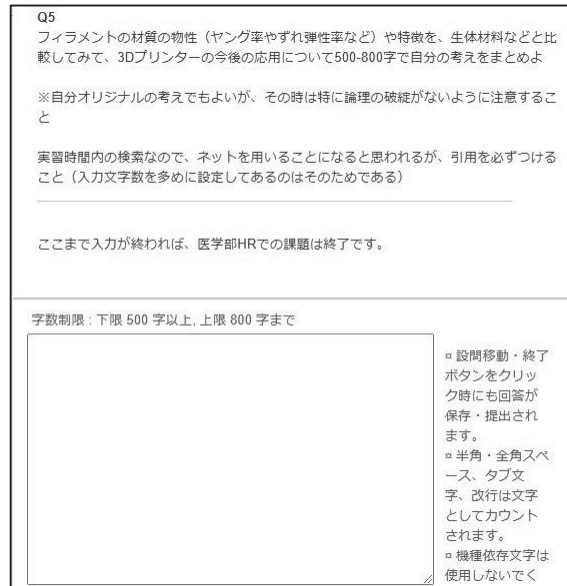 Q5
フィラメントの材質の物性（ヤング率やずれ弾性率など）や特徴を、生体材料などと比
較してみて、3Dプリンターの今後の応用について500-800字で自分の考えをまとめよ
※自分オリジナルの考えでもよいが、その時は特に論理の破綻がないように注意するこ
と
実習時間内の検索なので、ネットを用いることになると思われるが、引用を必ずつける
こと（入力文字数を多めに設定してあるのはそのためである）
ここまで入力が終われば、医学部HRでの課題は終了です。
字数制限 : 下限 500 字以上, 上限 800 字まで
¤ 設問移動・終了
ボタンをクリッ
ク時にも回答が
保存・提出され
ます。
¤ 半角・全角スペ
ース、タブ文
字、改行は文字
としてカウント
されます。
¤ 機種依存文字は
使用しないでく